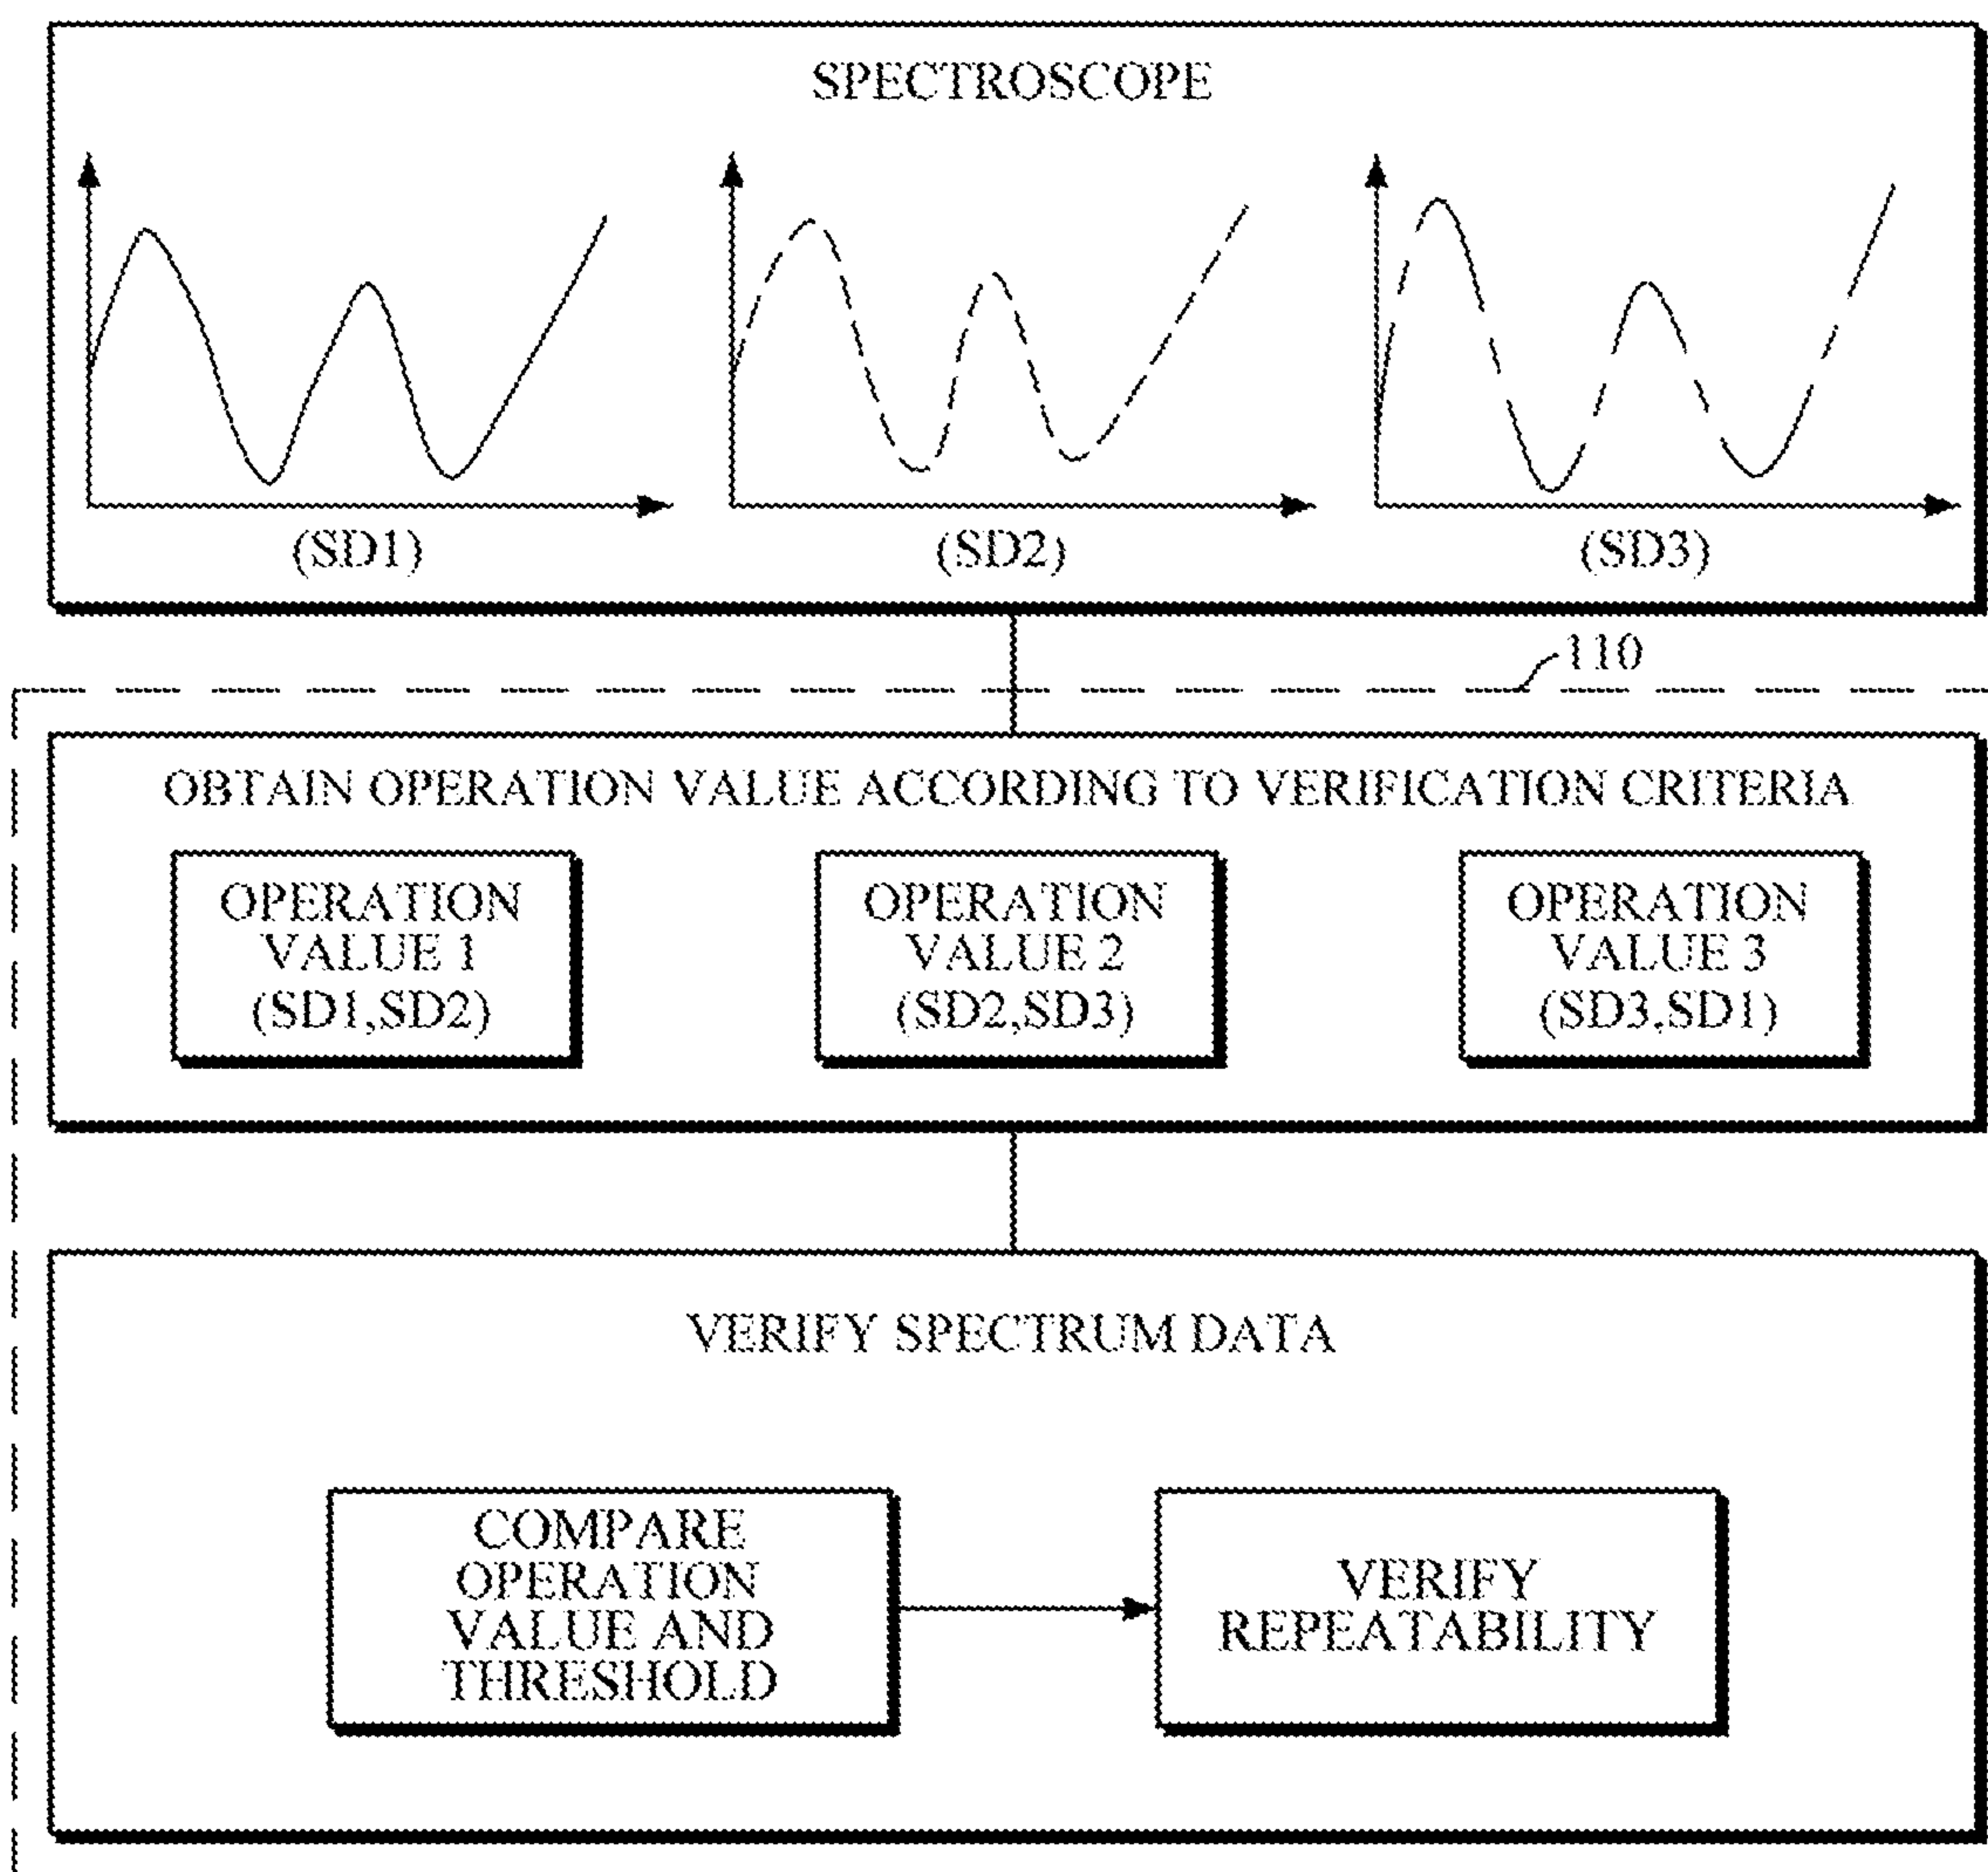 SPECTROSCOPE
(SD1)
(SD2)
(SD3)
110
OBTAIN OPERATION VALUE ACCORDING TO VERIFICATION CRITERIA
OPERATION
VALUE 1
(SD1,SD2)
OPERATION
VALUE 2
(SD2,SD3)
OPERATION
VALUE 3
(SD3,SD1)
VERIFY SPECTRUM DATA
COMPARE
OPERATION
VALUE AND
THRESHOLD
VERIFY
REPEATABILITY